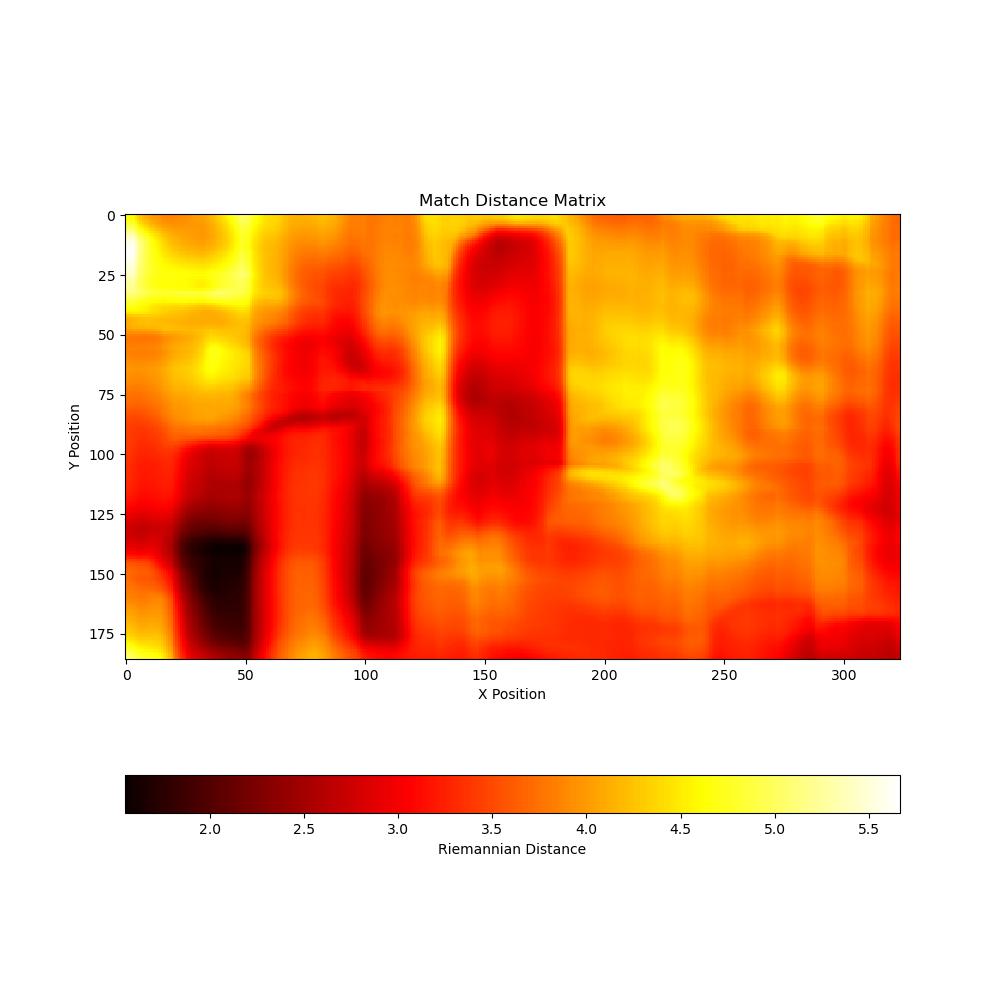 Match Distance Matrix
0
25
50
75
100
125
150
175
Y Position
0 50 100 150 200 250 300
X Position
2.0 2.5 3.0 3.5 4.0 4.5 5.0 5.5
Riemannian Distance